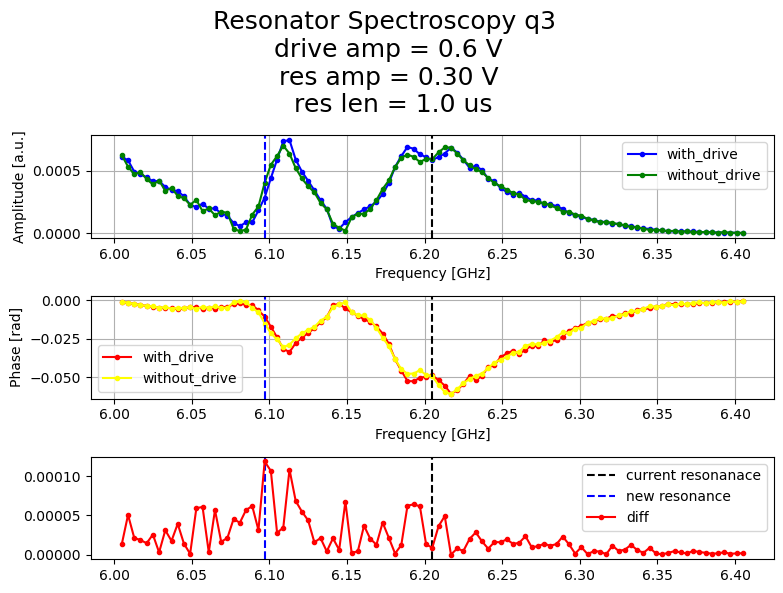 Resonator Spectroscopy q3
drive amp = 0.6 V
res amp = 0.30 V
res len = 1.0 us
Amplitude [a.u.]
0.0005
0.0000
with_drive
without_drive
6.00 6.05 6.10 6.15 6.20 6.25 6.30 6.35 6.40
Frequency [GHz]
Phase [rad]
0.000
−0.025
−0.050
with_drive
without_drive
6.00 6.05 6.10 6.15 6.20 6.25 6.30 6.35 6.40
Frequency [GHz]
0.00010
0.00005
0.00000
current resonanace
new resonance
diff
6.00 6.05 6.10 6.15 6.20 6.25 6.30 6.35 6.40